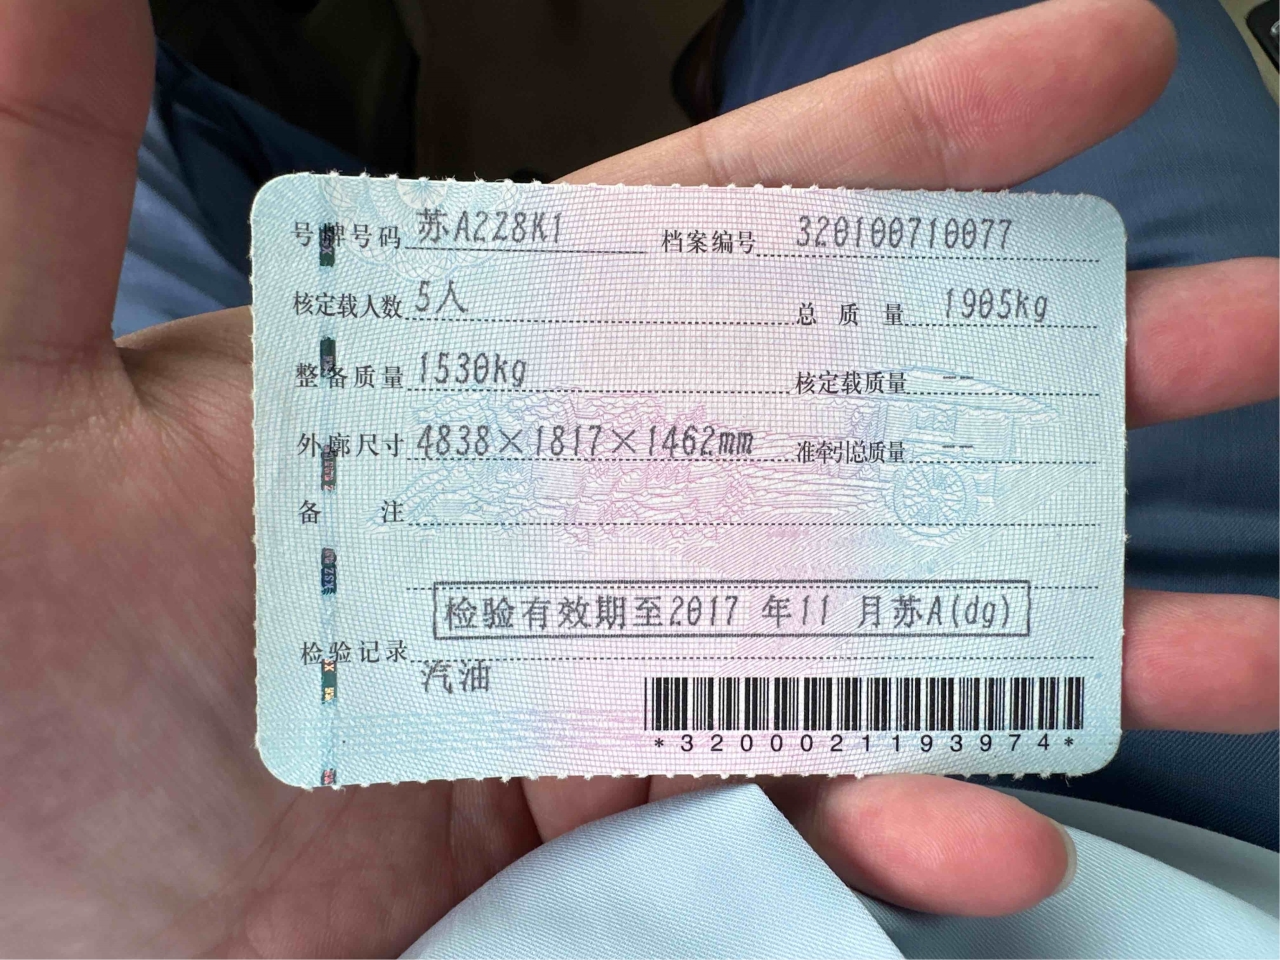 号牌号码 苏A228K1 档案编号 320100710077
核定载人数 5人 总质量 1905kg
整备质量 1530kg 核定载质量 --
外廓尺寸 4838×1817×1462mm 准牵引总质量 --
备注
检验有效期至2017 年11 月苏A(dg)
检验记录
汽油
*3200021193974*